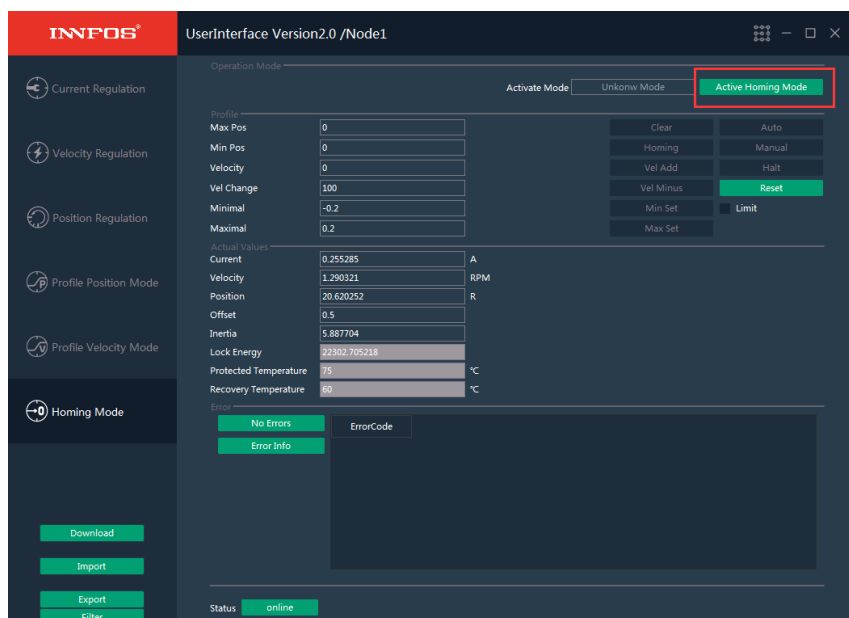 INNFOS®
UserInterface Version2.0 /Node1
Current Regulation
Velocity Regulation
Position Regulation
Profile Position Mode
Profile Velocity Mode
Homing Mode
Download
Import
Export
Filter
Operation Mode
Activate Mode Unkonw Mode Active Homing Mode
Profile
Max Pos 0 Clear Auto
Min Pos 0 Homing Manual
Velocity 0 Vel Add Halt
Vel Change 100 Vel Minus Reset
Minimal -0.2 Min Set Limit
Maximal 0.2 Max Set
Actual Values
Current 0.255285 A
Velocity 1.290321 RPM
Position 20.620252 R
Offset 0.5
Inertia 5.887704
Lock Energy 22302.705218
Protected Temperature 75 ℃
Recovery Temperature 60 ℃
Error
No Errors ErrorCode
Error Info
Status online